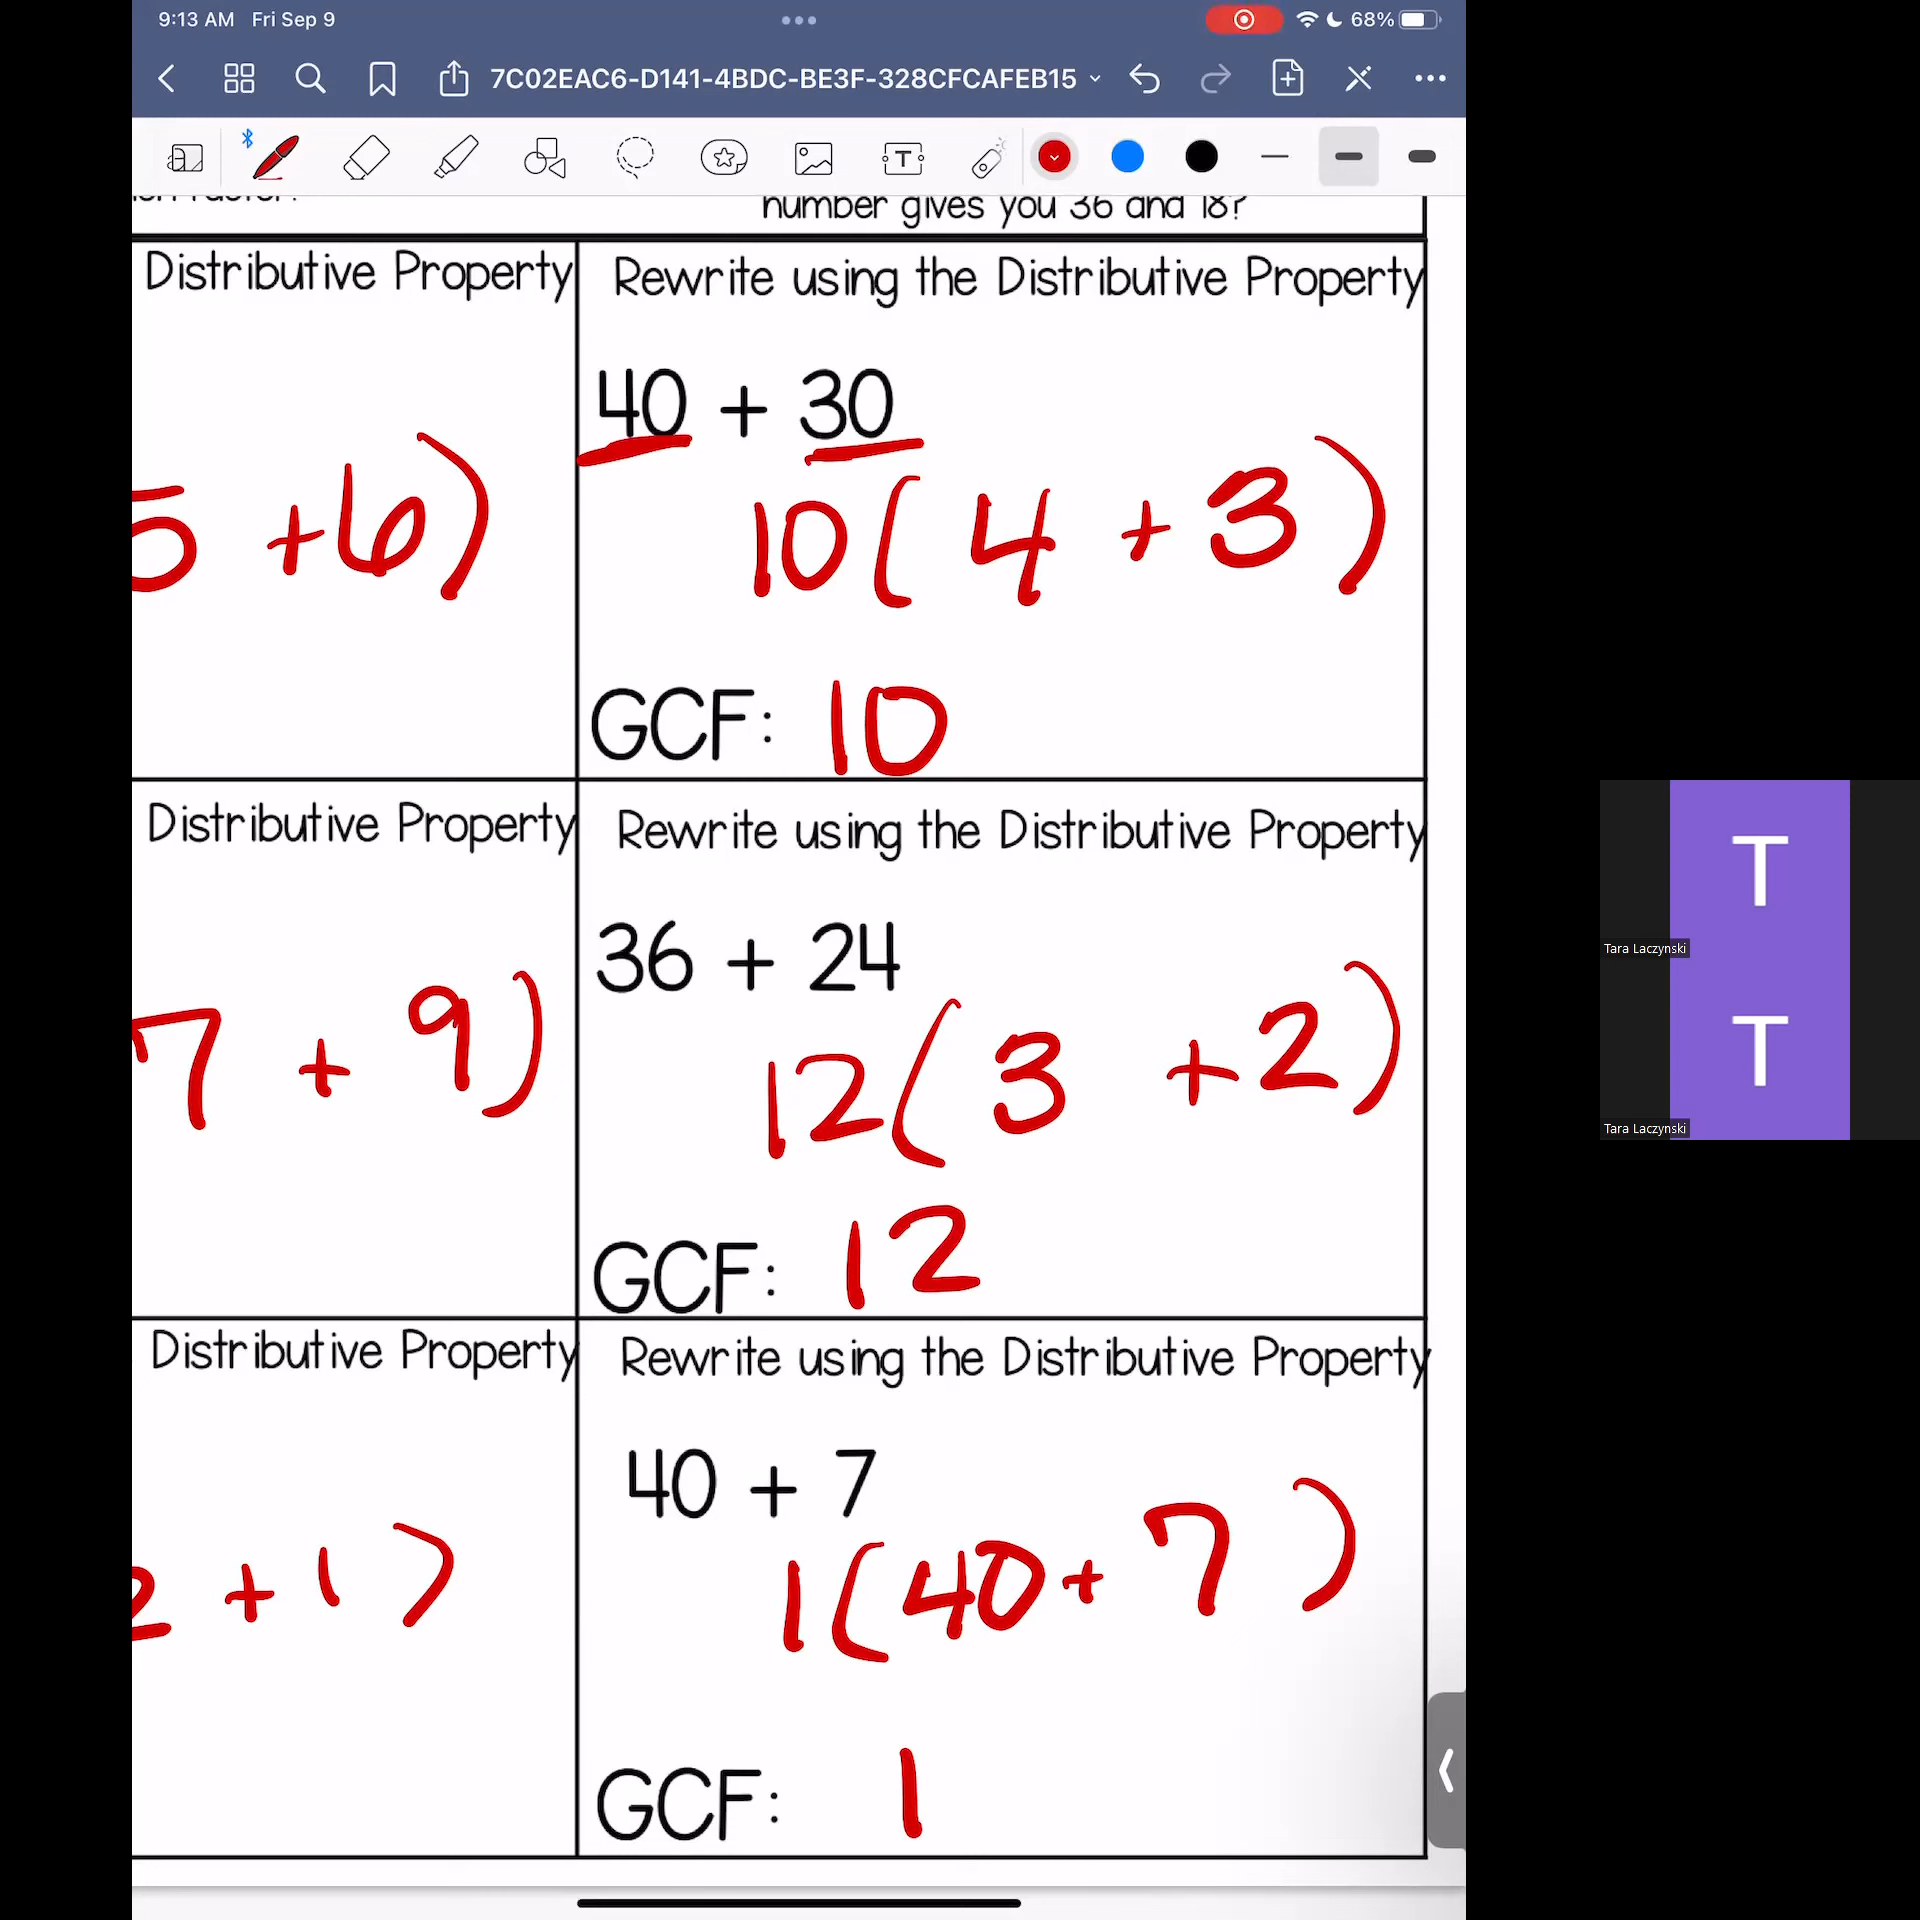 9:13 AM Fri Sep 9
68%
7C02EAC6-D141-4BDC-BE3F-328CFCAFEB15
number gives you 36 and 18?
Distributive Property
5 + 6)
Rewrite using the Distributive Property
40 + 30
10( 4 + 3 )
GCF: 10
Distributive Property
7 + 9)
Rewrite using the Distributive Property
36 + 24
12( 3 + 2 )
GCF: 12
Distributive Property
2 + 1 )
Rewrite using the Distributive Property
40 + 7
1( 40 + 7 )
GCF: 1
T
Tara Laczynski
T
Tara Laczynski